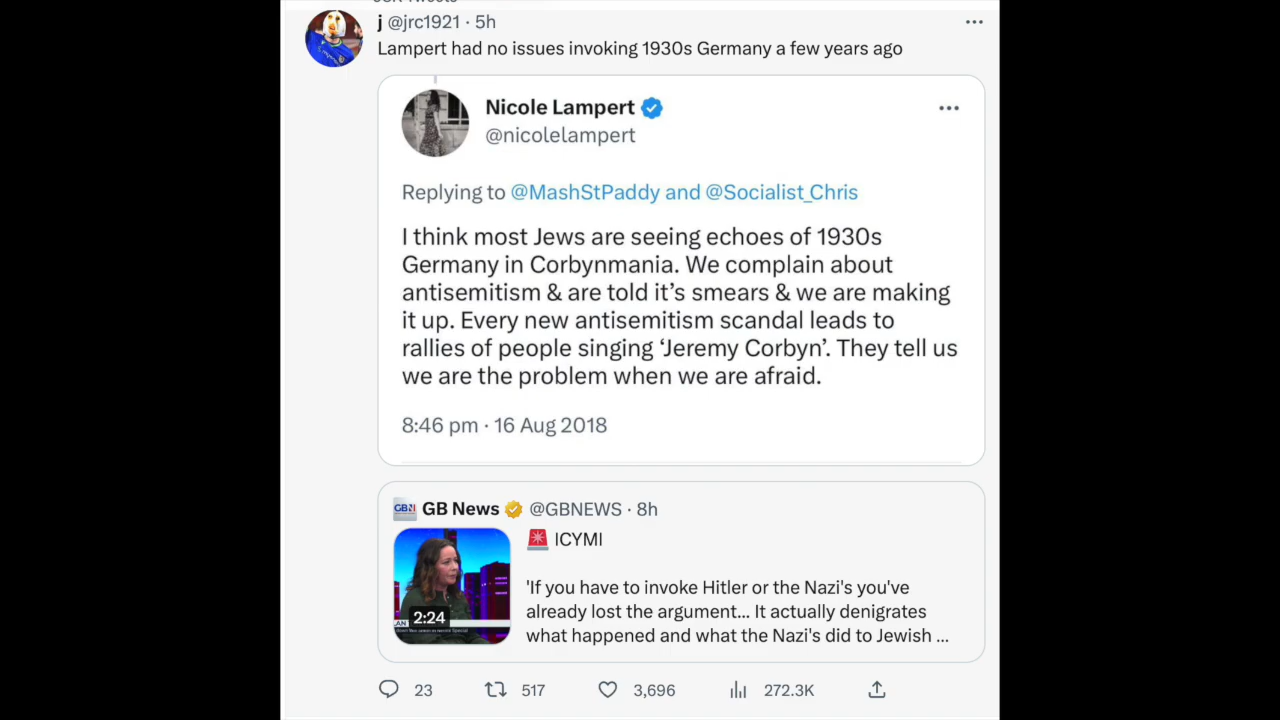 j @jrc1921 · 5h
Lampert had no issues invoking 1930s Germany a few years ago
Nicole Lampert
@nicolelampert
Replying to @MashStPaddy and @Socialist_Chris
I think most Jews are seeing echoes of 1930s
Germany in Corbynmania. We complain about
antisemitism & are told it's smears & we are making
it up. Every new antisemitism scandal leads to
rallies of people singing ‘Jeremy Corbyn’. They tell us
we are the problem when we are afraid.
8:46 pm · 16 Aug 2018
GBN GB News @GBNEWS · 8h
ICYMI
'If you have to invoke Hitler or the Nazi's you've
already lost the argument... It actually denigrates
what happened and what the Nazi's did to Jewish ...
2:24
23 517 3,696 272.3K